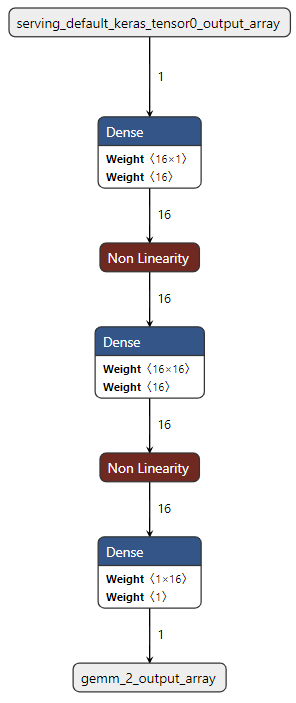 serving_default_keras_tensor0_output_array
1
Dense
Weight〈16×1〉
Weight〈16〉
16
Non Linearity
16
Dense
Weight〈16×16〉
Weight〈16〉
16
Non Linearity
16
Dense
Weight〈1×16〉
Weight〈1〉
1
gemm_2_output_array